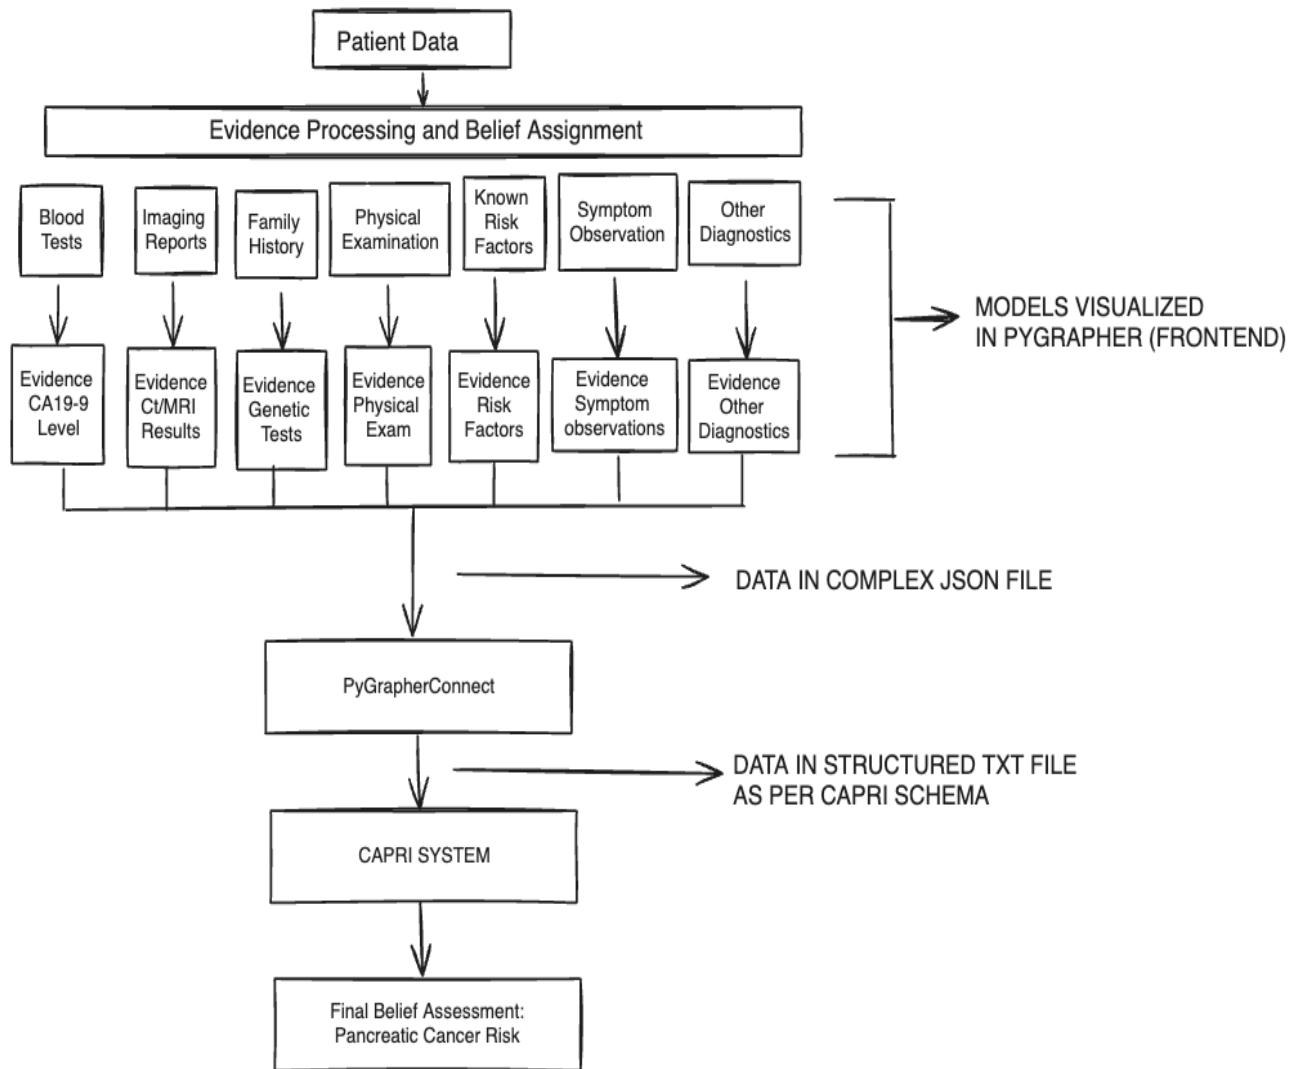 Patient Data
Evidence Processing and Belief Assignment
Blood
Tests
Imaging
Reports
Family
History
Physical
Examination
Known
Risk
Factors
Symptom
Observation
Other
Diagnostics
MODELS VISUALIZED
IN PYGRAPHER (FRONTEND)
Evidence
CA19-9
Level
Evidence
Ct/MRI
Results
Evidence
Genetic
Tests
Evidence
Physical
Exam
Evidence
Risk
Factors
Evidence
Symptom
observations
Evidence
Other
Diagnostics
DATA IN COMPLEX JSON FILE
PyGrapherConnect
DATA IN STRUCTURED TXT FILE
AS PER CAPRI SCHEMA
CAPRI SYSTEM
Final Belief Assessment:
Pancreatic Cancer Risk